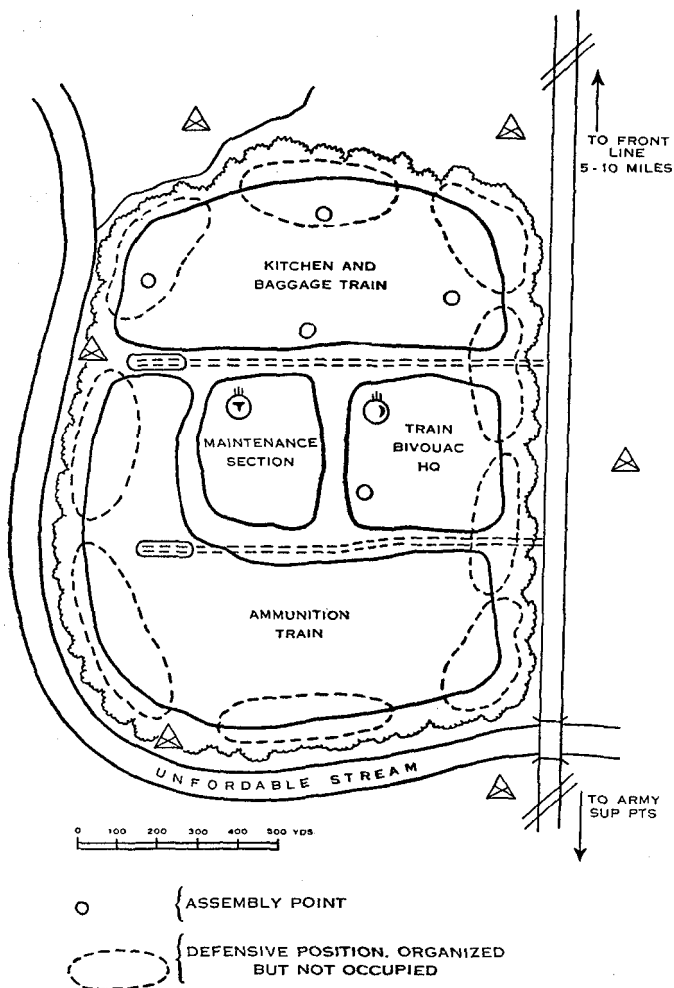 TO FRONT
LINE
5-10 MILES
KITCHEN AND
BAGGAGE TRAIN
MAINTENANCE
SECTION
TRAIN
BIVOUAC
HQ
AMMUNITION
TRAIN
UNFORDABLE STREAM
TO ARMY
SUP PTS
0 100 200 300 400 500 YDS.
ASSEMBLY POINT
DEFENSIVE POSITION, ORGANIZED
BUT NOT OCCUPIED